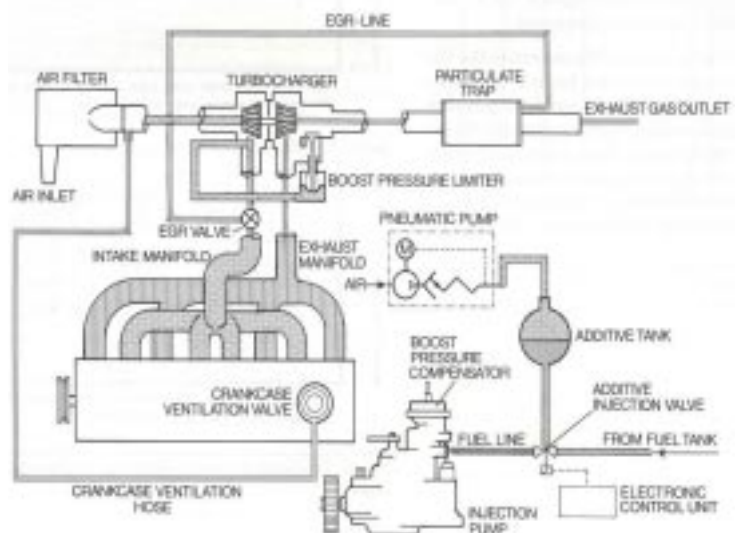 EGR-LINE
AIR FILTER
TURBOCHARGER
PARTICULATE
TRAP
EXHAUST GAS OUTLET
AIR INLET
BOOST PRESSURE LIMITER
EGR VALVE
PNEUMATIC PUMP
INTAKE MANIFOLD
EXHAUST
MANIFOLD
M
AIR
ADDITIVE TANK
BOOST
PRESSURE
COMPENSATOR
ADDITIVE
INJECTION VALVE
CRANKCASE
VENTILATION VALVE
FUEL LINE
FROM FUEL TANK
CRANKCASE VENTILATION
HOSE
INJECTION
PUMP
ELECTRONIC
CONTROL UNIT